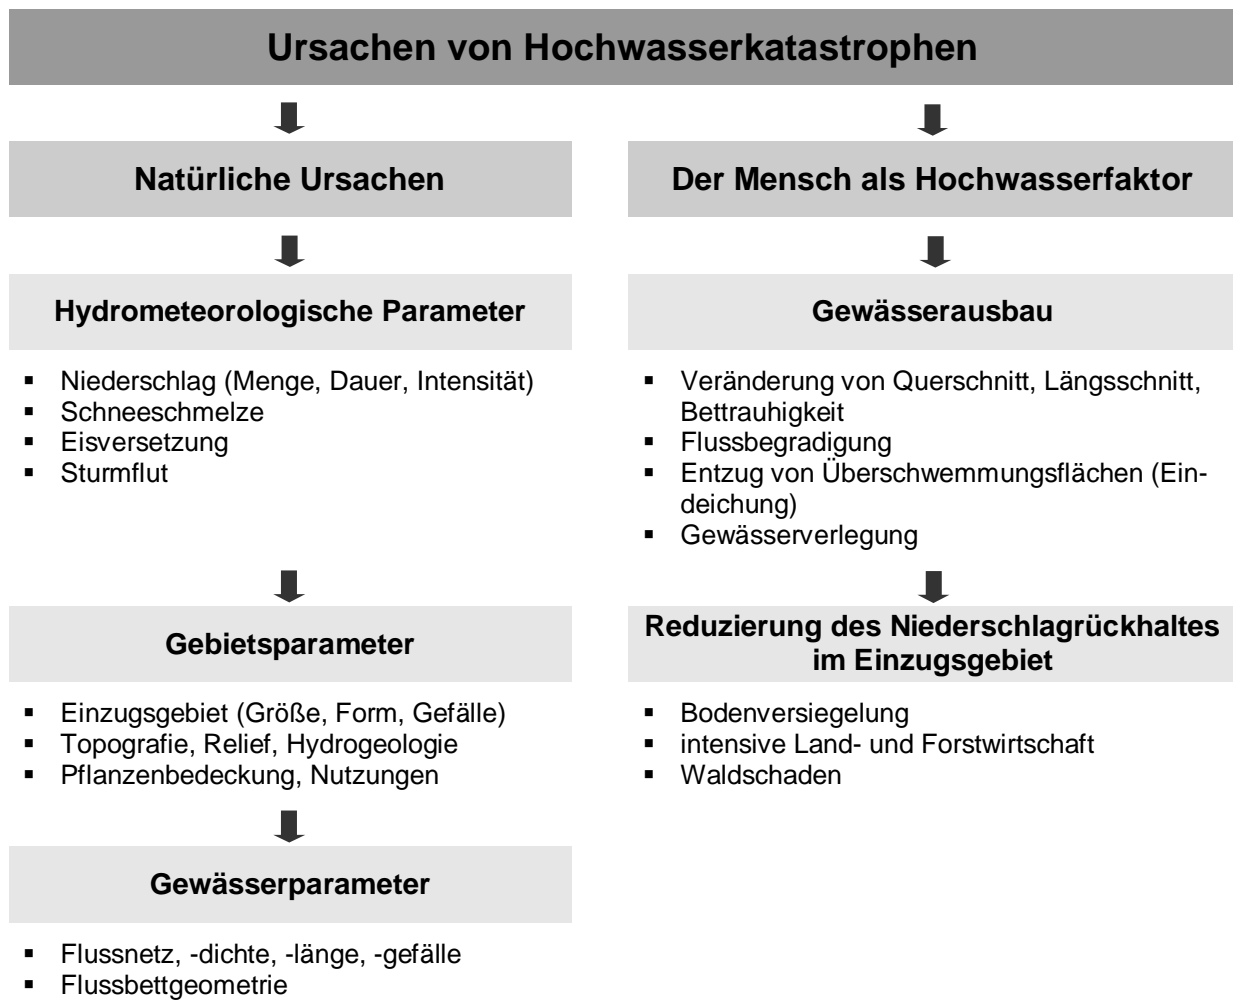 Ursachen von Hochwasserkatastrophen
Natürliche Ursachen
Hydrometeorologische Parameter
▪ Niederschlag (Menge, Dauer, Intensität)
▪ Schneeschmelze
▪ Eisversetzung
▪ Sturmflut
Gebietsparameter
▪ Einzugsgebiet (Größe, Form, Gefälle)
▪ Topografie, Relief, Hydrogeologie
▪ Pflanzenbedeckung, Nutzungen
Gewässerparameter
▪ Flussnetz, -dichte, -länge, -gefälle
▪ Flussbettgeometrie
Der Mensch als Hochwasserfaktor
Gewässerausbau
▪ Veränderung von Querschnitt, Längsschnitt,
Bettrauhigkeit
▪ Flussbegradigung
▪ Entzug von Überschwemmungsflächen (Ein-
deichung)
▪ Gewässerverlegung
Reduzierung des Niederschlagrückhaltes
im Einzugsgebiet
▪ Bodenversiegelung
▪ intensive Land- und Forstwirtschaft
▪ Waldschaden